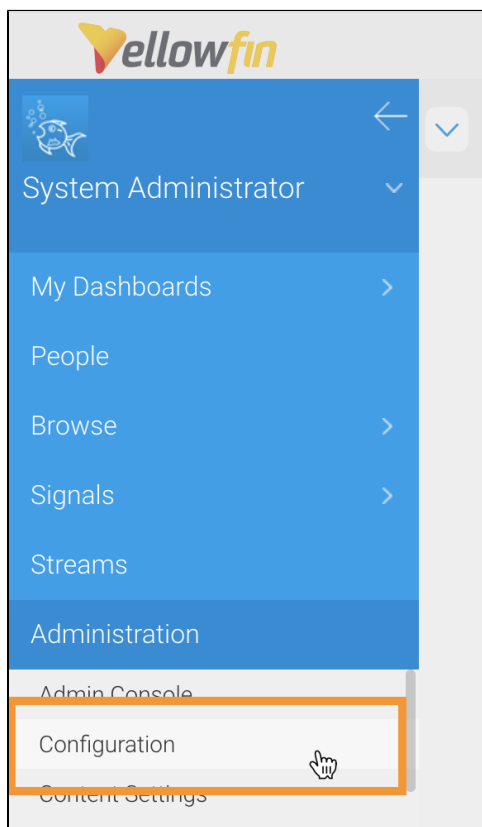 Yellowfin
System Administrator
My Dashboards
People
Browse
Signals
Streams
Administration
Admin Console
Configuration
Content Settings